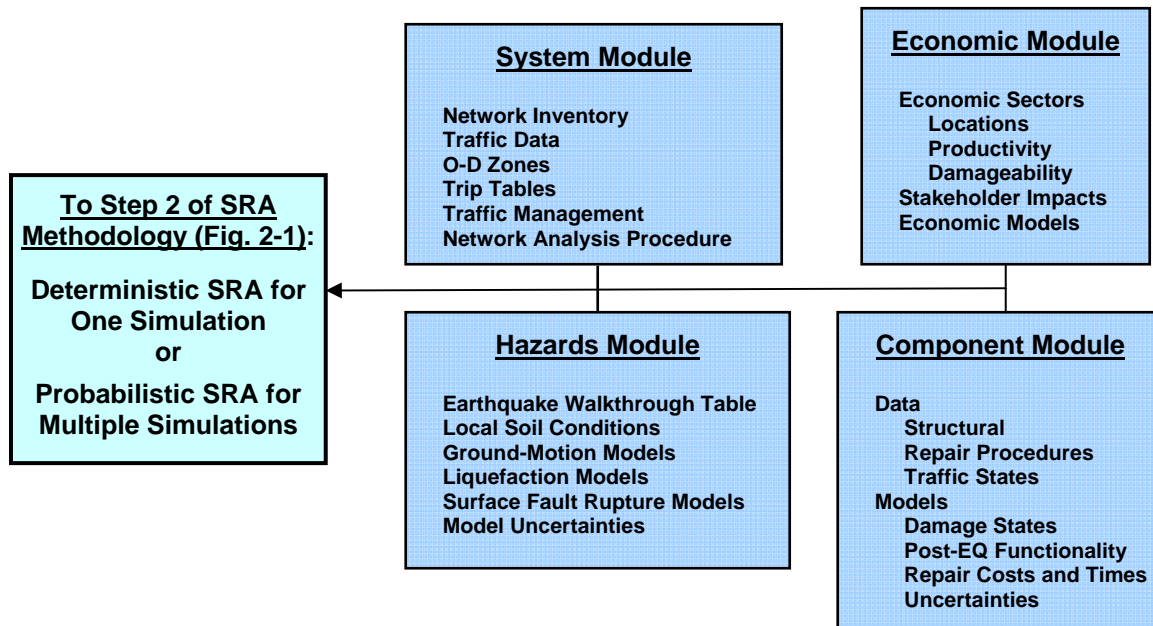 System Module
Network Inventory
Traffic Data
O-D Zones
Trip Tables
Traffic Management
Network Analysis Procedure
Economic Module
Economic Sectors
Locations
Productivity
Damageability
Stakeholder Impacts
Economic Models
To Step 2 of SRA
Methodology (Fig. 2-1):
Deterministic SRA for
One Simulation
or
Probabilistic SRA for
Multiple Simulations
Hazards Module
Earthquake Walkthrough Table
Local Soil Conditions
Ground-Motion Models
Liquefaction Models
Surface Fault Rupture Models
Model Uncertainties
Component Module
Data
Structural
Repair Procedures
Traffic States
Models
Damage States
Post-EQ Functionality
Repair Costs and Times
Uncertainties